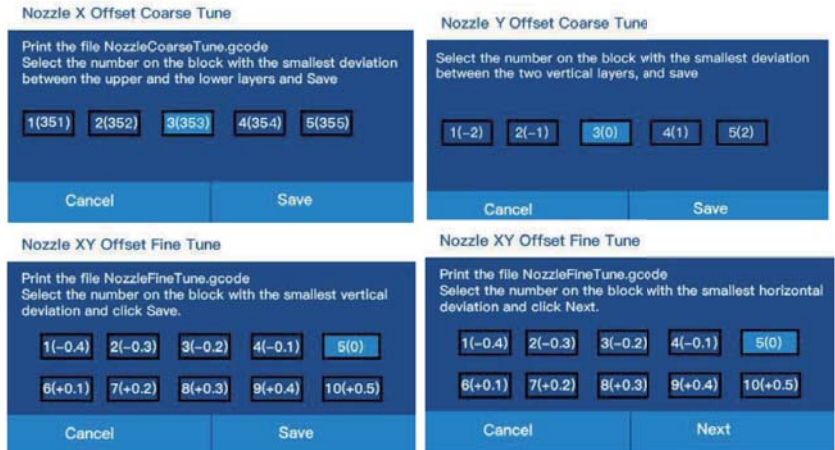 Nozzle X Offset Coarse Tune
Print the file NozzleCoarseTune.gcode
Select the number on the block with the smallest deviation
between the upper and the lower layers and Save
1(351) 2(352) 3(353) 4(354) 5(355)
Cancel Save
Nozzle Y Offset Coarse Tune
Select the number on the block with the smallest deviation
between the two vertical layers, and save
1(-2) 2(-1) 3(0) 4(1) 5(2)
Cancel Save
Nozzle XY Offset Fine Tune
Print the file NozzleFineTune.gcode
Select the number on the block with the smallest vertical
deviation and click Save.
1(-0.4) 2(-0.3) 3(-0.2) 4(-0.1) 5(0)
6(+0.1) 7(+0.2) 8(+0.3) 9(+0.4) 10(+0.5)
Cancel Save
Nozzle XY Offset Fine Tune
Print the file NozzleFineTune.gcode
Select the number on the block with the smallest horizontal
deviation and click Next.
1(-0.4) 2(-0.3) 3(-0.2) 4(-0.1) 5(0)
6(+0.1) 7(+0.2) 8(+0.3) 9(+0.4) 10(+0.5)
Cancel Next